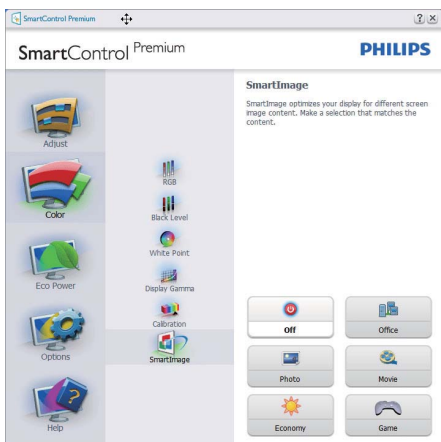 SmartControl Premium
SmartControl Premium
PHILIPS
Adjust
Color
Eco Power
Options
Help
RGB
Black Level
White Point
Display Gamma
Calibration
SmartImage
SmartImage
SmartImage optimizes your display for different screen
image content. Make a selection that matches the
content.
Off
Office
Photo
Movie
Economy
Game